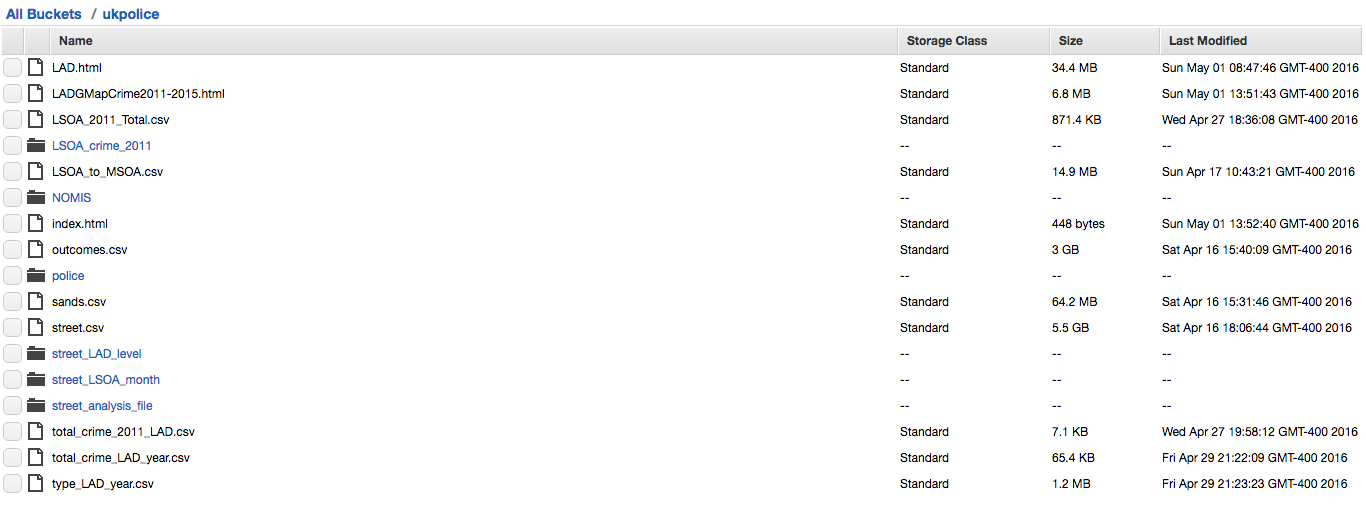 All Buckets / ukpolice
Name Storage Class Size Last Modified
LAD.html Standard 34.4 MB Sun May 01 08:47:46 GMT-400 2016
LADGMapCrime2011-2015.html Standard 6.8 MB Sun May 01 13:51:43 GMT-400 2016
LSOA_2011_Total.csv Standard 871.4 KB Wed Apr 27 18:36:08 GMT-400 2016
LSOA_crime_2011 -- -- --
LSOA_to_MSOA.csv Standard 14.9 MB Sun Apr 17 10:43:21 GMT-400 2016
NOMIS -- -- --
index.html Standard 448 bytes Sun May 01 13:52:40 GMT-400 2016
outcomes.csv Standard 3 GB Sat Apr 16 15:40:09 GMT-400 2016
police -- -- --
sands.csv Standard 64.2 MB Sat Apr 16 15:31:46 GMT-400 2016
street.csv Standard 5.5 GB Sat Apr 16 18:06:44 GMT-400 2016
street_LAD_level -- -- --
street_LSOA_month -- -- --
street_analysis_file -- -- --
total_crime_2011_LAD.csv Standard 7.1 KB Wed Apr 27 19:58:12 GMT-400 2016
total_crime_LAD_year.csv Standard 65.4 KB Fri Apr 29 21:22:09 GMT-400 2016
type_LAD_year.csv Standard 1.2 MB Fri Apr 29 21:23:23 GMT-400 2016